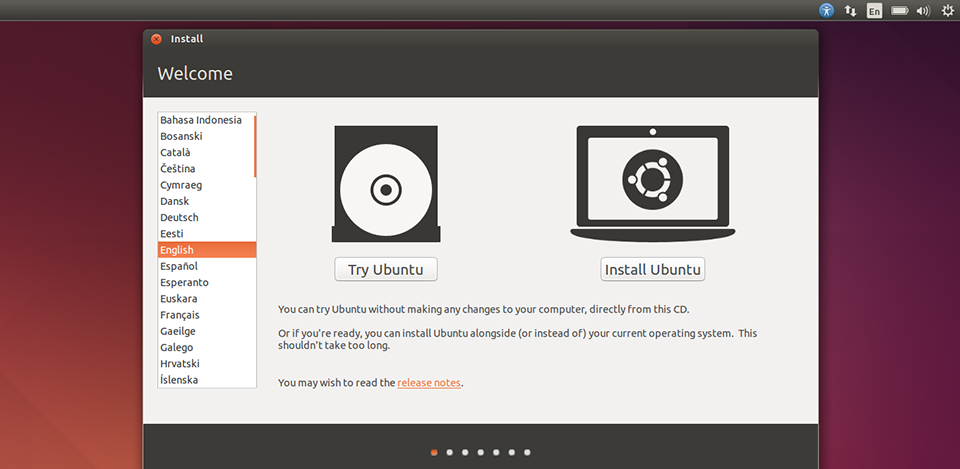 En
Install
Welcome
Bahasa Indonesia
Bosanski
Català
Čeština
Cymraeg
Dansk
Deutsch
Eesti
English
Español
Esperanto
Euskara
Français
Gaeilge
Galego
Hrvatski
Íslenska
Try Ubuntu
Install Ubuntu
You can try Ubuntu without making any changes to your computer, directly from this CD.
Or if you're ready, you can install Ubuntu alongside (or instead of) your current operating system. This
shouldn't take too long.
You may wish to read the release notes.